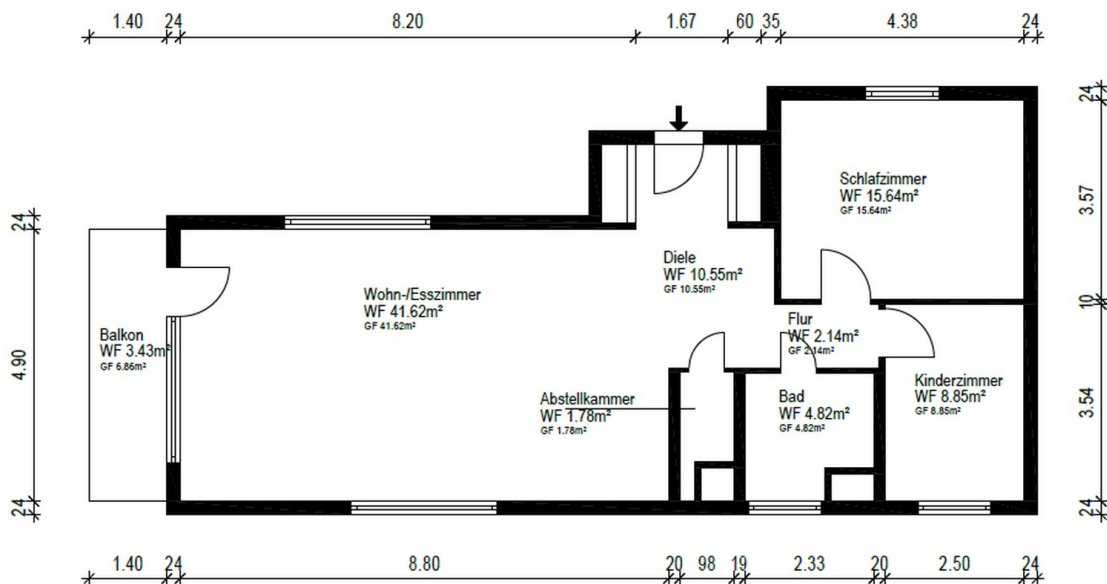 1.40 24 8.20 1.67 60 35 4.38 24
24
Schlafzimmer
WF 15.64m²
GF 15.64m²
3.57
24
Diele
WF 10.55m²
GF 10.55m²
Wohn-/Esszimmer
WF 41.62m²
GF 41.62m²
10
Flur
WF 2.14m²
GF 2.14m²
Balkon
WF 3.43m²
GF 6.86m²
4.90
Kinderzimmer
WF 8.85m²
GF 8.85m²
Abstellkammer
WF 1.78m²
GF 1.78m²
Bad
WF 4.82m²
GF 4.82m²
3.54
24
24
1.40 24 8.80 20 98 19 2.33 20 2.50 24